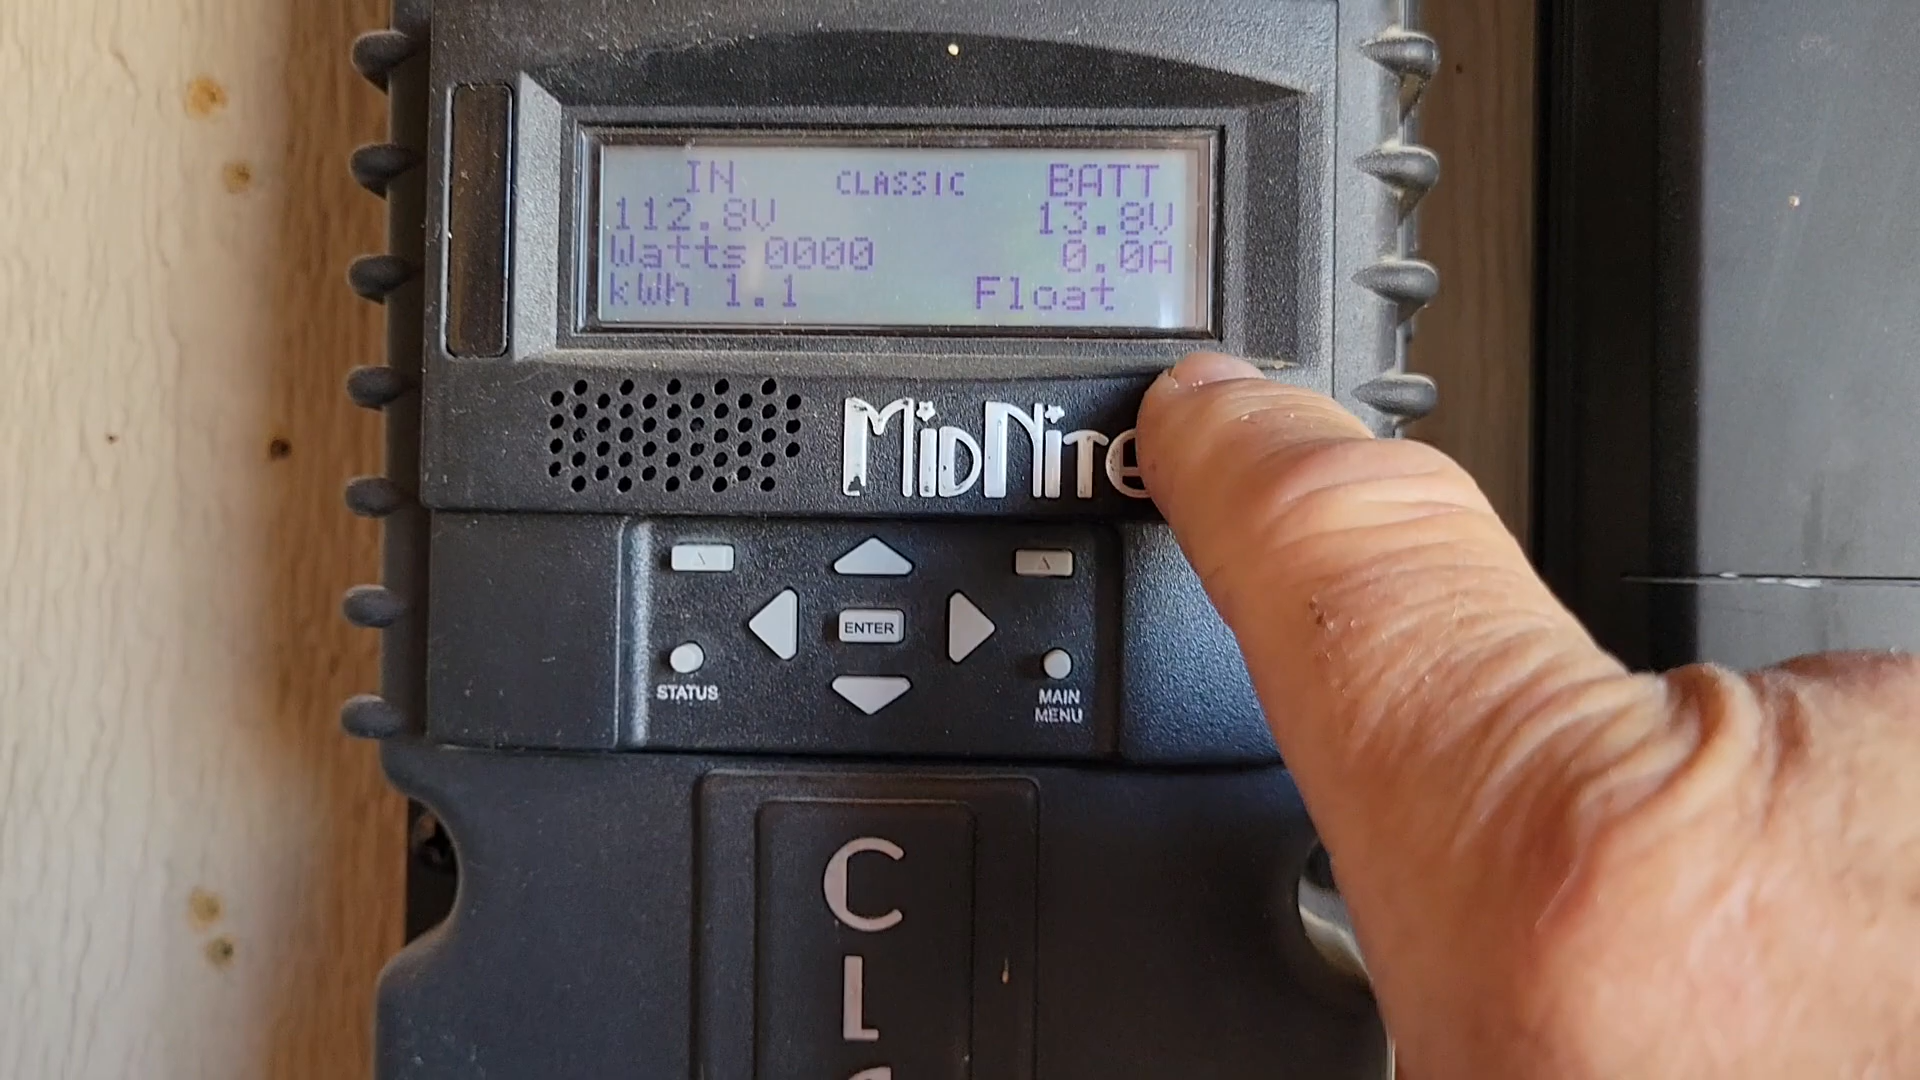 IN CLASSIC BATT
112.8V 13.8V
Watts 0000 0.0A
kWh 1.1 Float
MIDNITE
ENTER
STATUS
MAIN
MENU
C
L